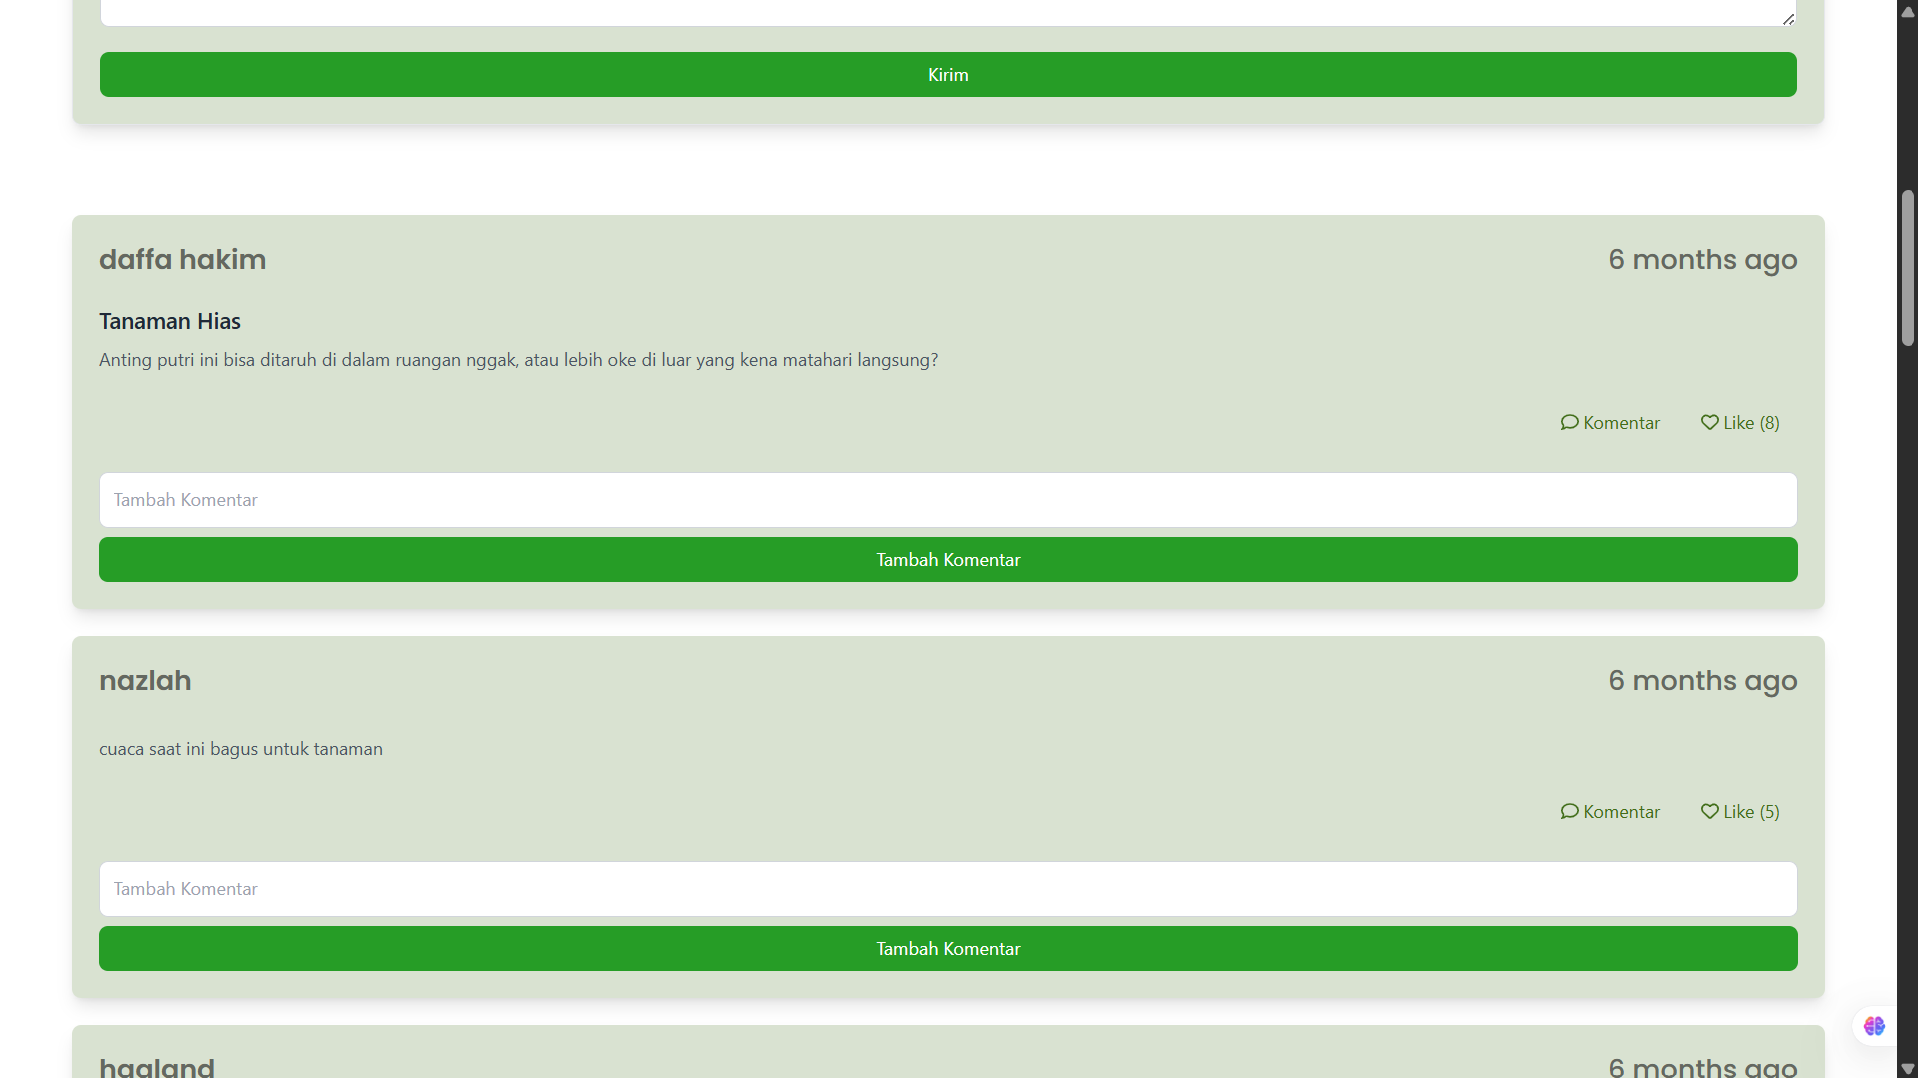 Kirim
daffa hakim
6 months ago
Tanaman Hias
Anting putri ini bisa ditaruh di dalam ruangan nggak, atau lebih oke di luar yang kena matahari langsung?
Komentar
Like (8)
Tambah Komentar
Tambah Komentar
nazlah
6 months ago
cuaca saat ini bagus untuk tanaman
Komentar
Like (5)
Tambah Komentar
Tambah Komentar
haaland
6 months ago